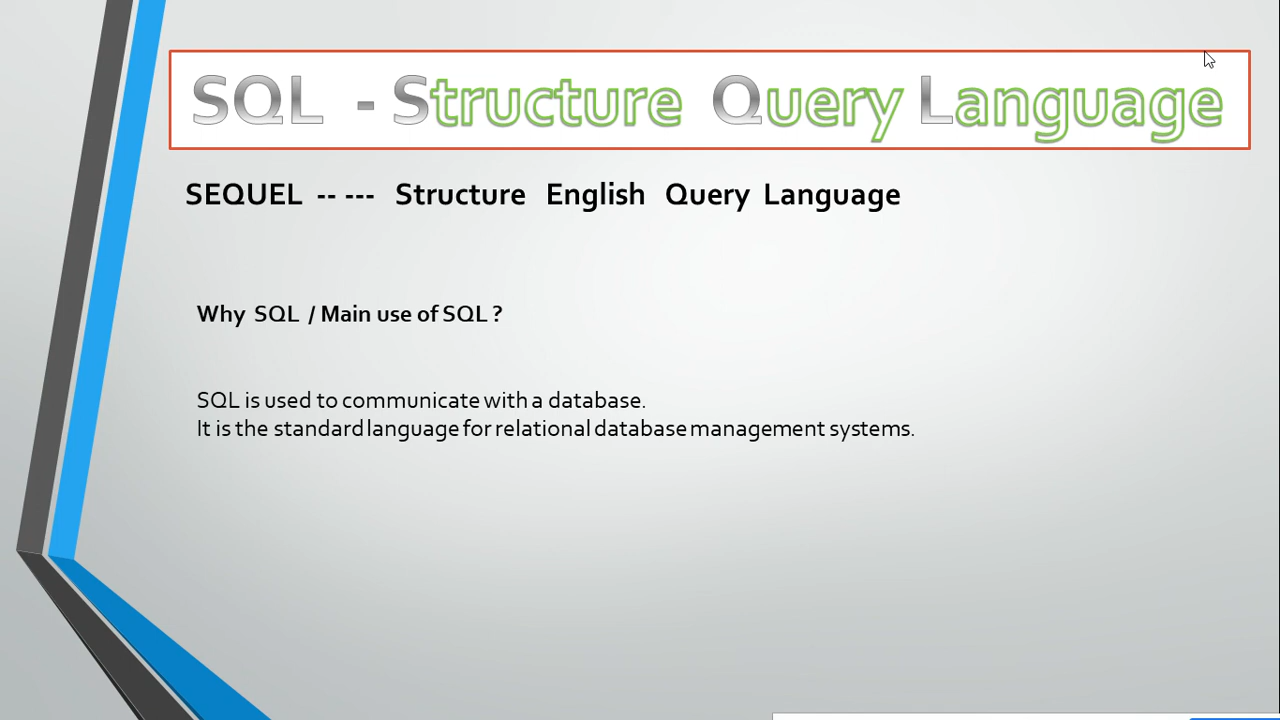 SQL - Structure Query Language
SEQUEL -- --- Structure English Query Language
Why SQL / Main use of SQL ?
SQL is used to communicate with a database.
It is the standard language for relational database management systems.